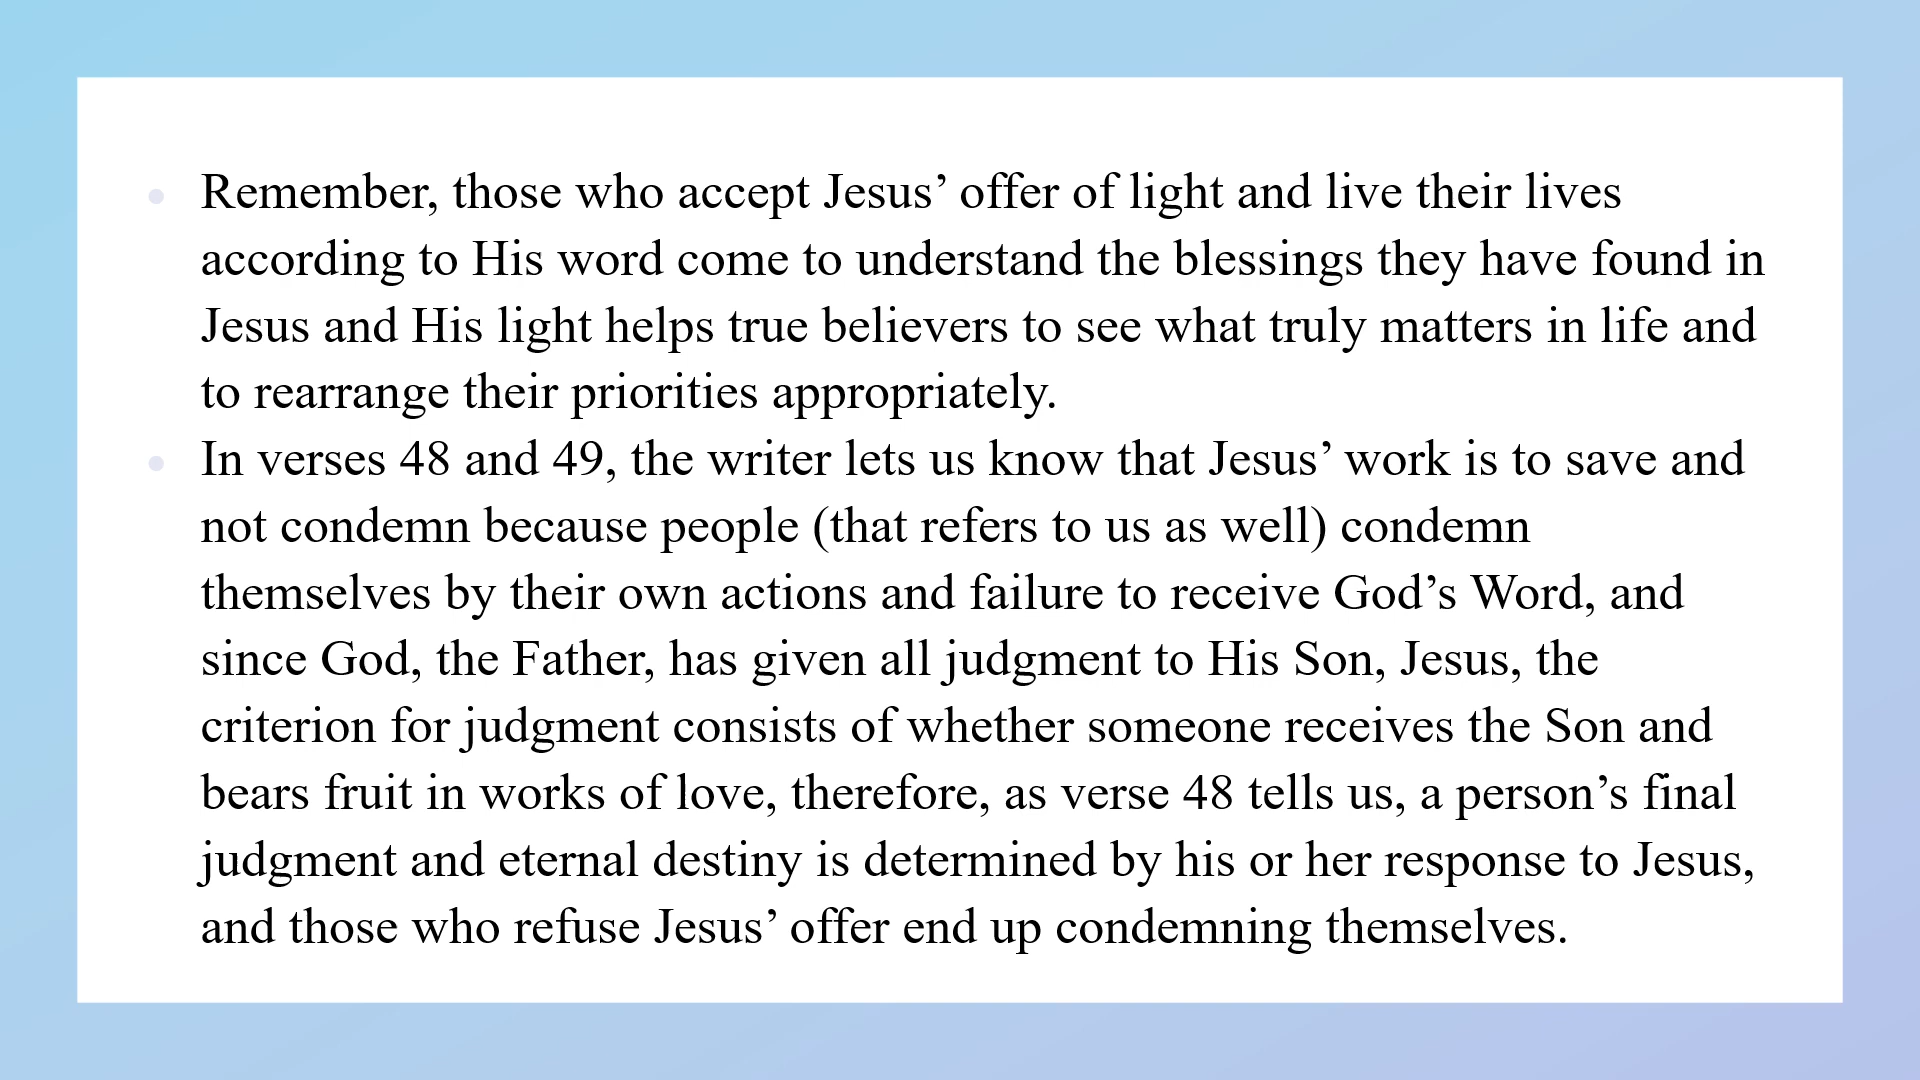 Remember, those who accept Jesus’ offer of light and live their lives
according to His word come to understand the blessings they have found in
Jesus and His light helps true believers to see what truly matters in life and
to rearrange their priorities appropriately.
In verses 48 and 49, the writer lets us know that Jesus’ work is to save and
not condemn because people (that refers to us as well) condemn
themselves by their own actions and failure to receive God’s Word, and
since God, the Father, has given all judgment to His Son, Jesus, the
criterion for judgment consists of whether someone receives the Son and
bears fruit in works of love, therefore, as verse 48 tells us, a person’s final
judgment and eternal destiny is determined by his or her response to Jesus,
and those who refuse Jesus’ offer end up condemning themselves.